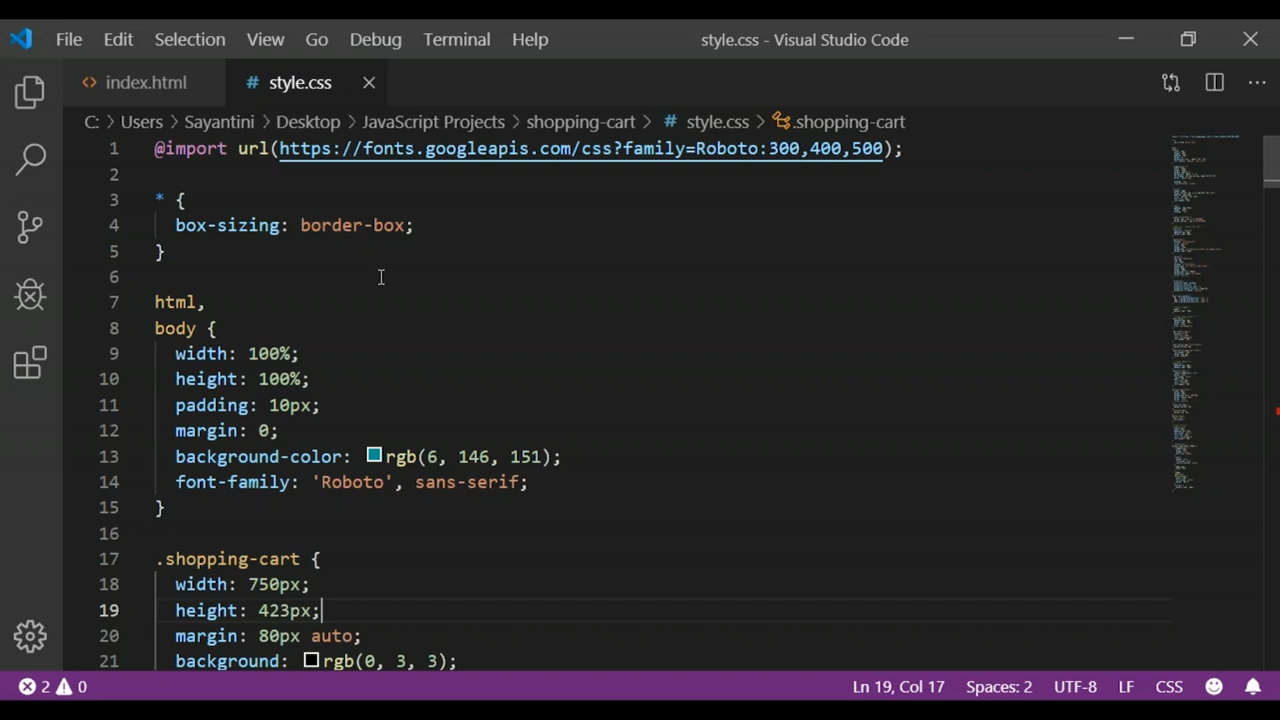 File Edit Selection View Go Debug Terminal Help style.css - Visual Studio Code
<> index.html # style.css
C: > Users > Sayantini > Desktop > JavaScript Projects > shopping-cart > # style.css > .shopping-cart
1 @import url(https://fonts.googleapis.com/css?family=Roboto:300,400,500);
2
3 * {
4 box-sizing: border-box;
5 }
6
7 html,
8 body {
9 width: 100%;
10 height: 100%;
11 padding: 10px;
12 margin: 0;
13 background-color: rgb(6, 146, 151);
14 font-family: 'Roboto', sans-serif;
15 }
16
17 .shopping-cart {
18 width: 750px;
19 height: 423px;
20 margin: 80px auto;
21 background: rgb(0, 3, 3);
2 0 Ln 19, Col 17 Spaces: 2 UTF-8 LF CSS